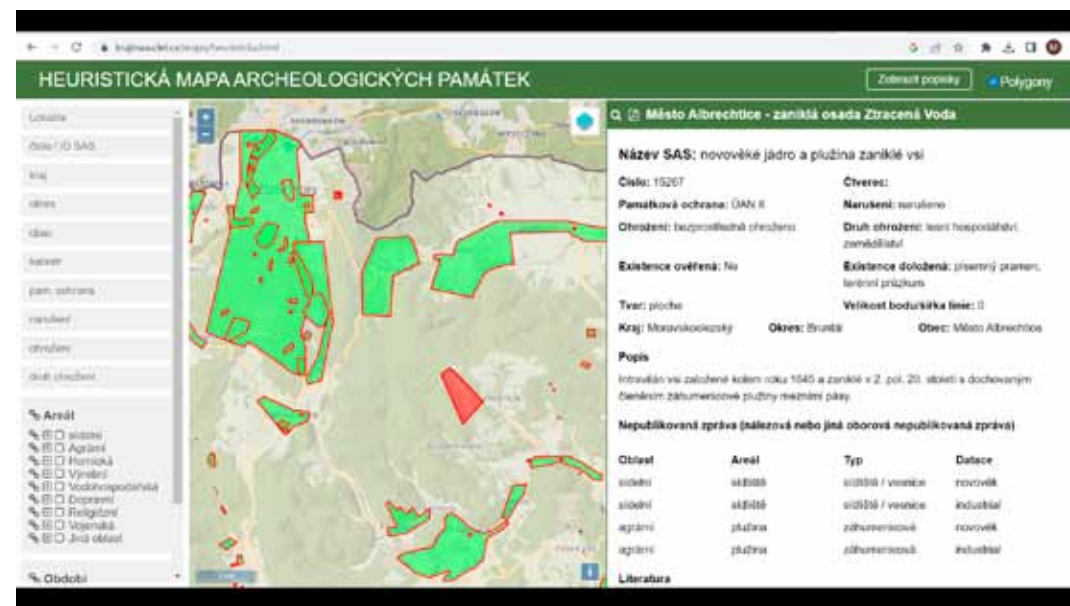 HEURISTICKÁ MAPA ARCHEOLOGICKÝCH PAMÁTEK
Zobrazit popisky
Polygony
Lokalita
číslo / ID SAS
kraj
okres
obec
katastr
pam. ochrana
narušení
ohrožení
druh ohrožení
Areál
sídelní
Agrární
Hornická
Výrobní
Vodohospodářská
Dopravní
Religiózní
Vojenská
Jiná oblast
Období
Město Albrechtice - zaniklá osada Ztracená Voda
Název SAS: novověké jádro a plužina zaniklé vsi
Číslo: 15267
Čtverec:
Památková ochrana: ÚAN II
Narušení: narušeno
Ohrožení: bezprostředně ohroženo
Druh ohrožení: lesní hospodářství,
zemědělství
Existence ověřená: No
Existence doložená: písemný pramen,
terénní průzkum
Tvar: plocha
Velikost bodu/šířka linie: 0
Kraj: Moravskoslezský
Okres: Bruntál
Obec: Město Albrechtice
Popis
Intravilán vsi založené kolem roku 1645 a zaniklé v 2. pol. 20. století s dochovaným
členěním záhumenicové plužiny mezními pásy.
Nepublikovaná zpráva (nálezová nebo jiná oborová nepublikovaná zpráva)
Oblast Areál Typ Datace
sídelní sídliště sídliště / vesnice novověk
sídelní sídliště sídliště / vesnice industrial
agrární plužina záhumenicová novověk
agrární plužina záhumenicová industrial
Literatura